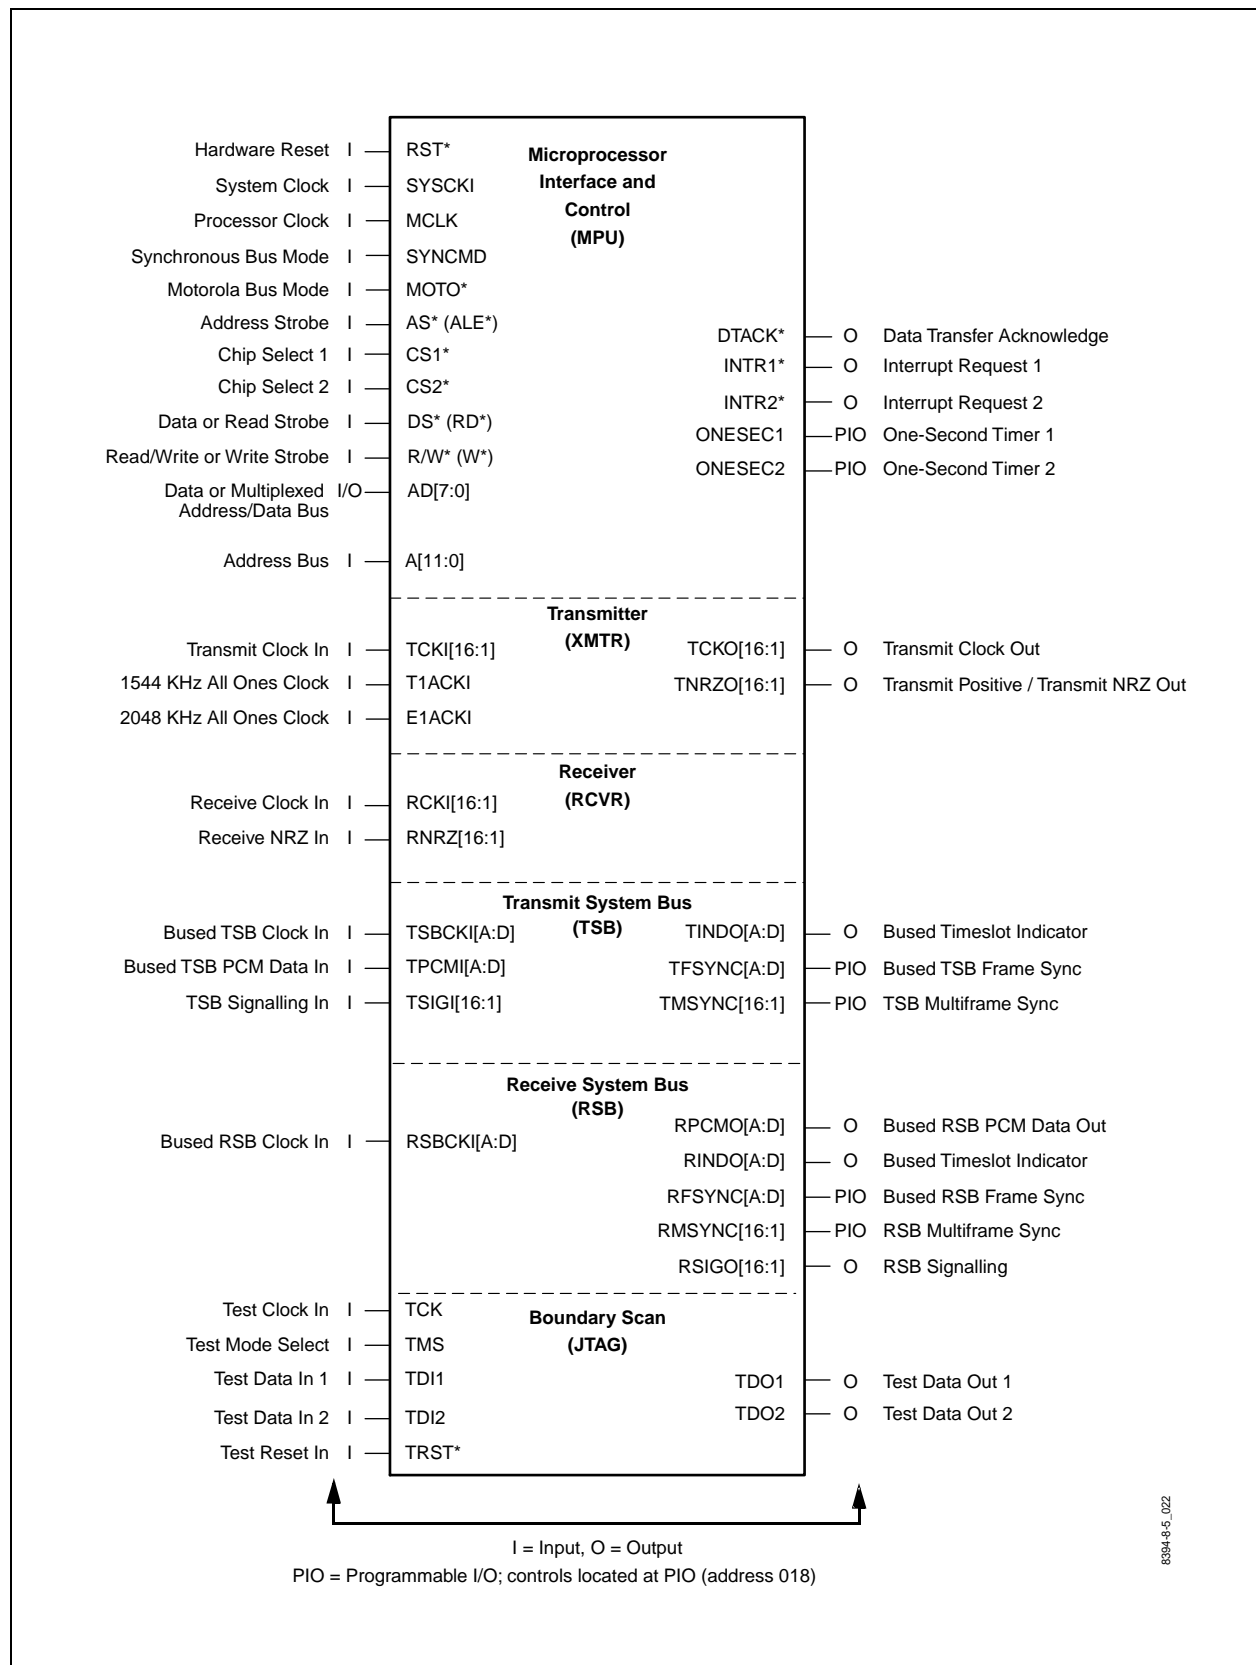 Hardware Reset I RST*
System Clock I SYSCKI
Processor Clock I MCLK
Synchronous Bus Mode I SYNCMD
Motorola Bus Mode I MOTO*
Address Strobe I AS* (ALE*)
Chip Select 1 I CS1*
Chip Select 2 I CS2*
Data or Read Strobe I DS* (RD*)
Read/Write or Write Strobe I R/W* (W*)
Data or Multiplexed I/O AD[7:0]
Address/Data Bus
Address Bus I A[11:0]
Microprocessor
Interface and
Control
(MPU)
DTACK* O Data Transfer Acknowledge
INTR1* O Interrupt Request 1
INTR2* O Interrupt Request 2
ONESEC1 PIO One-Second Timer 1
ONESEC2 PIO One-Second Timer 2
Transmitter
(XMTR)
Transmit Clock In I TCKI[16:1]
1544 KHz All Ones Clock I T1ACKI
2048 KHz All Ones Clock I E1ACKI
TCKO[16:1] O Transmit Clock Out
TNRZO[16:1] O Transmit Positive / Transmit NRZ Out
Receiver
(RCVR)
Receive Clock In I RCKI[16:1]
Receive NRZ In I RNRZ[16:1]
Transmit System Bus
(TSB)
Bused TSB Clock In I TSBCKI[A:D]
Bused TSB PCM Data In I TPCMI[A:D]
TSB Signalling In I TSIGI[16:1]
TINDO[A:D] O Bused Timeslot Indicator
TFSYNC[A:D] PIO Bused TSB Frame Sync
TMSYNC[16:1] PIO TSB Multiframe Sync
Receive System Bus
(RSB)
Bused RSB Clock In I RSBCKI[A:D]
RPCMO[A:D] O Bused RSB PCM Data Out
RINDO[A:D] O Bused Timeslot Indicator
RFSYNC[A:D] PIO Bused RSB Frame Sync
RMSYNC[16:1] PIO RSB Multiframe Sync
RSIGO[16:1] O RSB Signalling
Boundary Scan
(JTAG)
Test Clock In I TCK
Test Mode Select I TMS
Test Data In 1 I TDI1
Test Data In 2 I TDI2
Test Reset In I TRST*
TDO1 O Test Data Out 1
TDO2 O Test Data Out 2
I = Input, O = Output
PIO = Programmable I/O; controls located at PIO (address 018)
8394-8-5_022